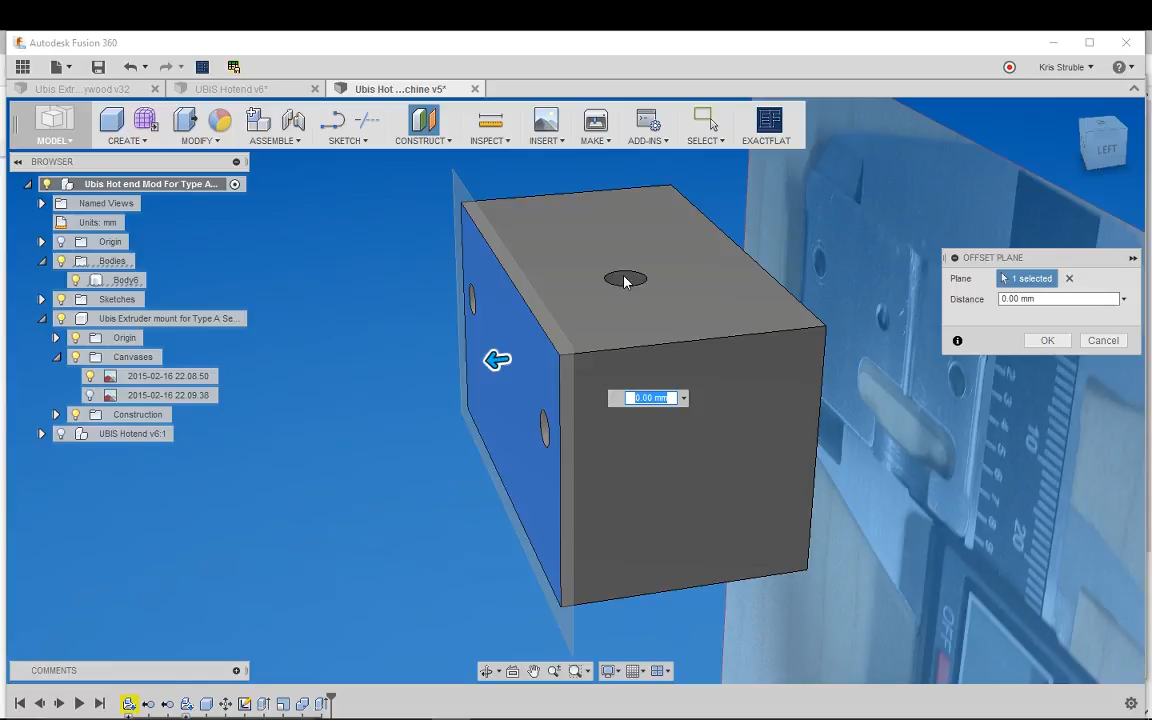 Autodesk Fusion 360
Kris Struble
Ubis Extr...ywood v32
UBIS Hotend v6*
Ubis Hot ...chine v5*
MODEL
CREATE
MODIFY
ASSEMBLE
SKETCH
CONSTRUCT
INSPECT
INSERT
MAKE
ADD-INS
SELECT
EXACTFLAT
LEFT
BROWSER
Ubis Hot end Mod For Type A...
Named Views
Units: mm
Origin
Bodies
Body6
Sketches
Ubis Extruder mount for Type A Se...
Origin
Canvases
2015-02-16 22.08.50
2015-02-16 22.09.38
Construction
UBIS Hotend v6:1
OFFSET PLANE
Plane
1 selected
Distance
0.00 mm
OK
Cancel
0.00 mm
10
20
OFF
COMMENTS